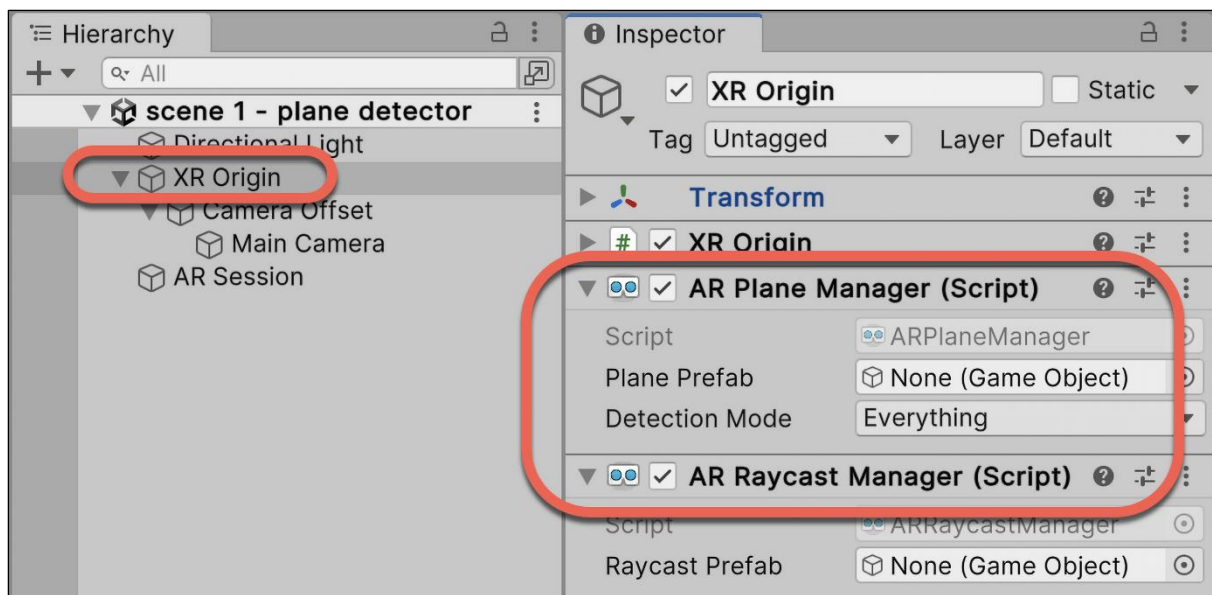 Hierarchy
All
scene 1 - plane detector
Directional Light
XR Origin
Camera Offset
Main Camera
AR Session
Inspector
XR Origin Static
Tag Untagged Layer Default
Transform
# XR Origin
AR Plane Manager (Script)
Script ARPlaneManager
Plane Prefab None (Game Object)
Detection Mode Everything
AR Raycast Manager (Script)
Script ARRaycastManager
Raycast Prefab None (Game Object)